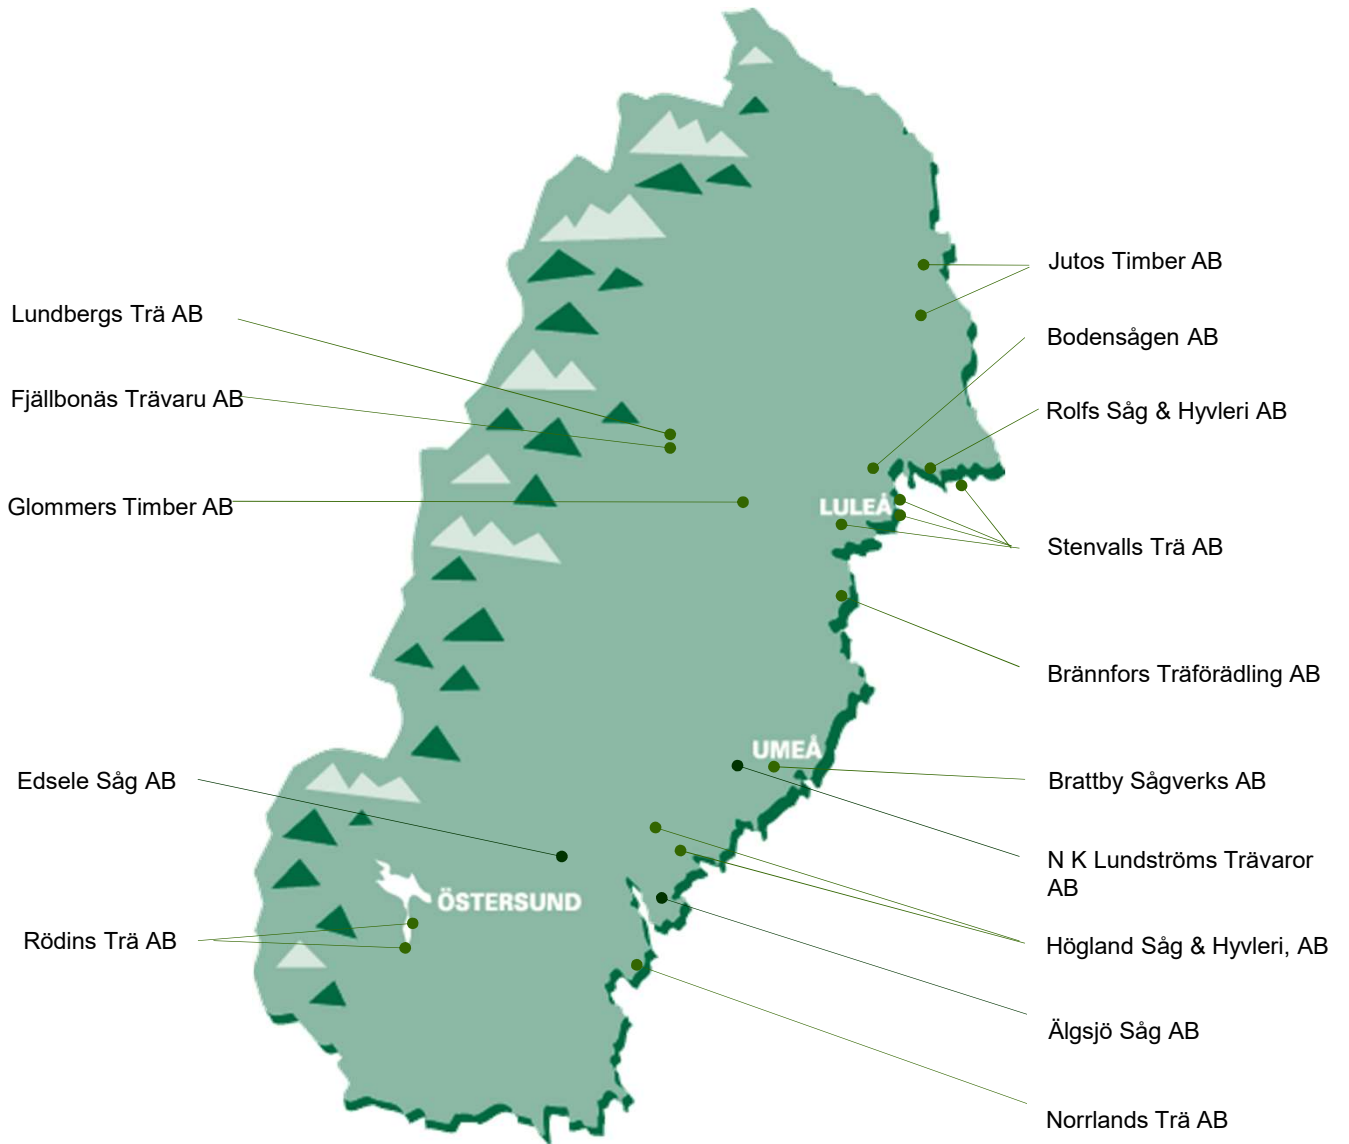 Lundbergs Trä AB
Fjällbonäs Trävaru AB
Glommers Timber AB
Edsele Såg AB
Rödins Trä AB
LULEÅ
UMEÅ
ÖSTERSUND
Jutos Timber AB
Bodensågen AB
Rolfs Såg & Hyvleri AB
Stenvalls Trä AB
Brännfors Träförädling AB
Brattby Sågverks AB
N K Lundströms Trävaror
AB
Högland Såg & Hyvleri, AB
Älgsjö Såg AB
Norrlands Trä AB